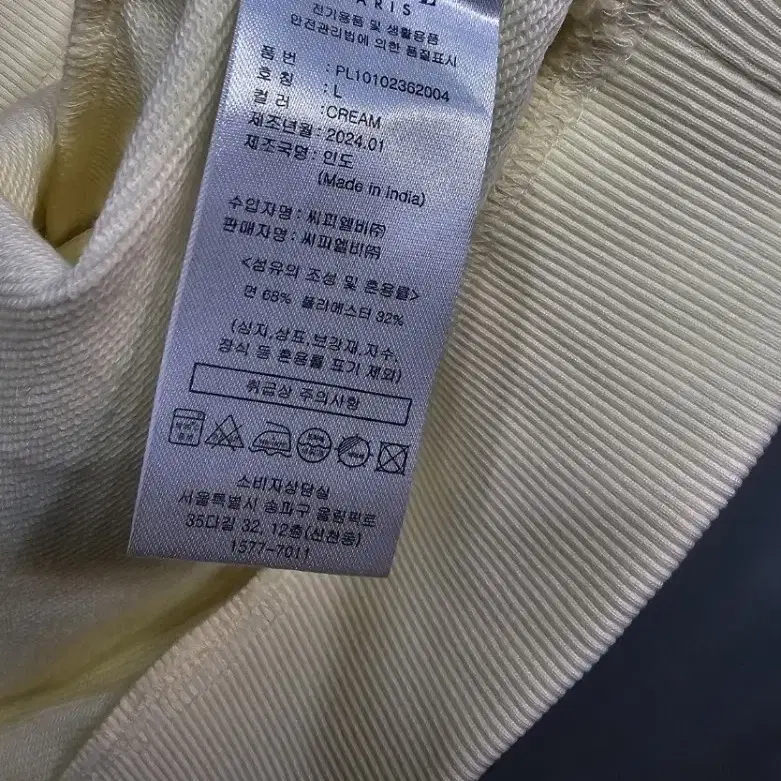 PARIS
전기용품 및 생활용품
안전관리법에 의한 품질표시
품 번 : PL10102362004
호 칭 : L
컬 러 : CREAM
제조년월 : 2024.01
제조국명 : 인도
(Made in India)
수입자명 : 씨피엘비㈜
판매자명 : 씨피엘비㈜
<섬유의 조성 및 혼용률>
면 68% 폴리에스터 32%
(심지,상표,보강재,자수,
장식 등 혼용률 표기 제외)
취급상 주의사항
소비자상담실
서울특별시 송파구 올림픽로
35다길 32, 12층(신천동)
1577-7011